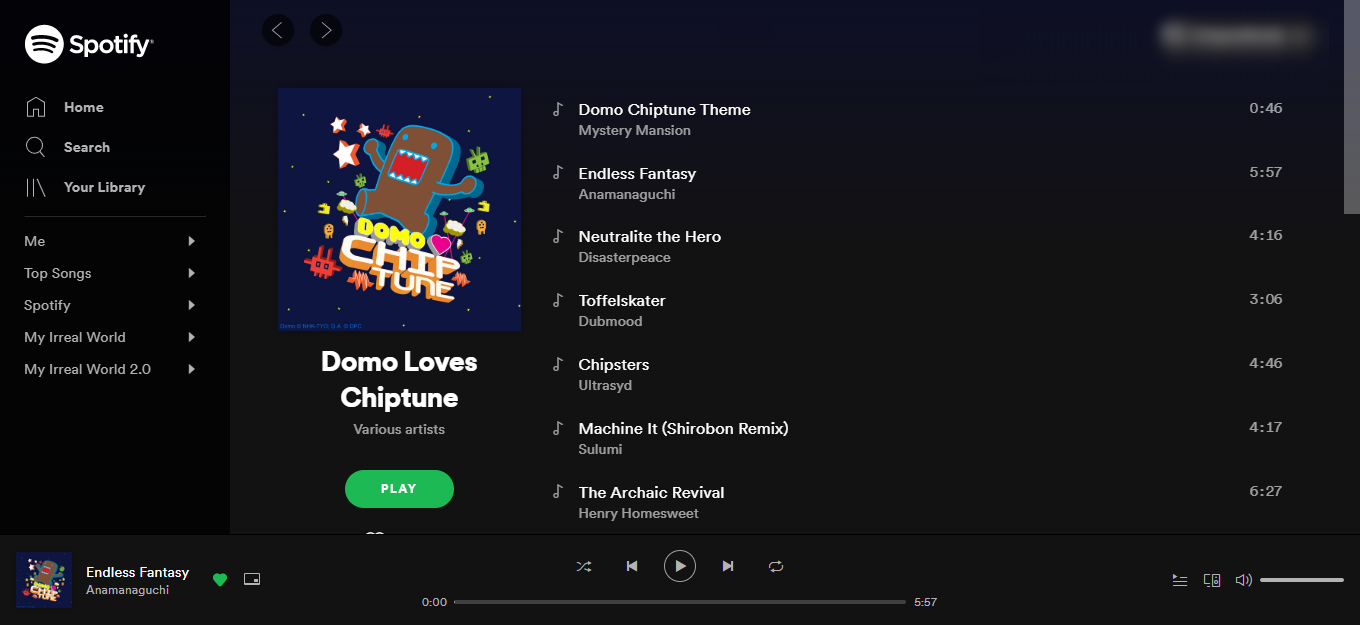 Spotify
Home
Search
Your Library
Me
Top Songs
Spotify
My Irreal World
My Irreal World 2.0
DOMO
CHIP
TUNE
Domo Loves
Chiptune
Various artists
PLAY
Domo Chiptune Theme 0:46
Mystery Mansion
Endless Fantasy 5:57
Anamanaguchi
Neutralite the Hero 4:16
Disasterpeace
Toffelskater 3:06
Dubmood
Chipsters 4:46
Ultrasyd
Machine It (Shirobon Remix) 4:17
Sulumi
The Archaic Revival 6:27
Henry Homesweet
Endless Fantasy
Anamanaguchi
0:00 5:57